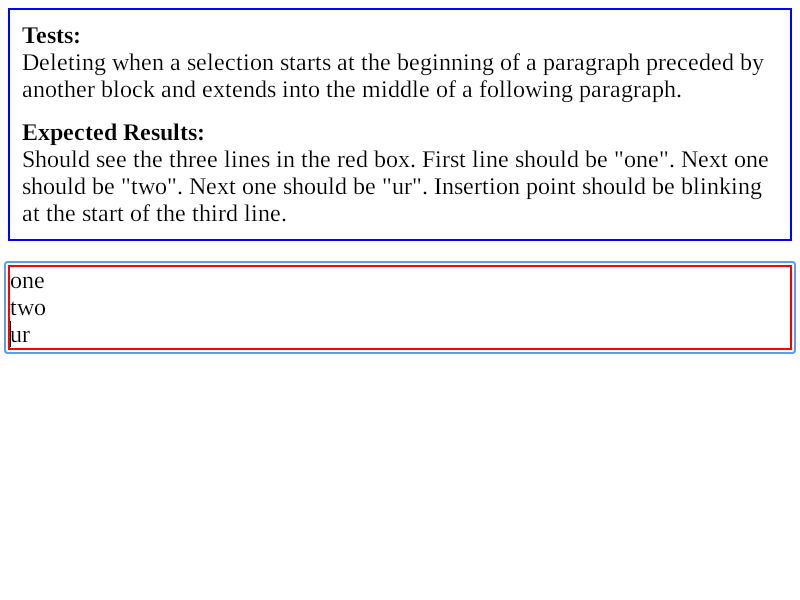 Tests:
Deleting when a selection starts at the beginning of a paragraph preceded by
another block and extends into the middle of a following paragraph.
Expected Results:
Should see the three lines in the red box. First line should be "one". Next one
should be "two". Next one should be "ur". Insertion point should be blinking
at the start of the third line.
one
two
ur